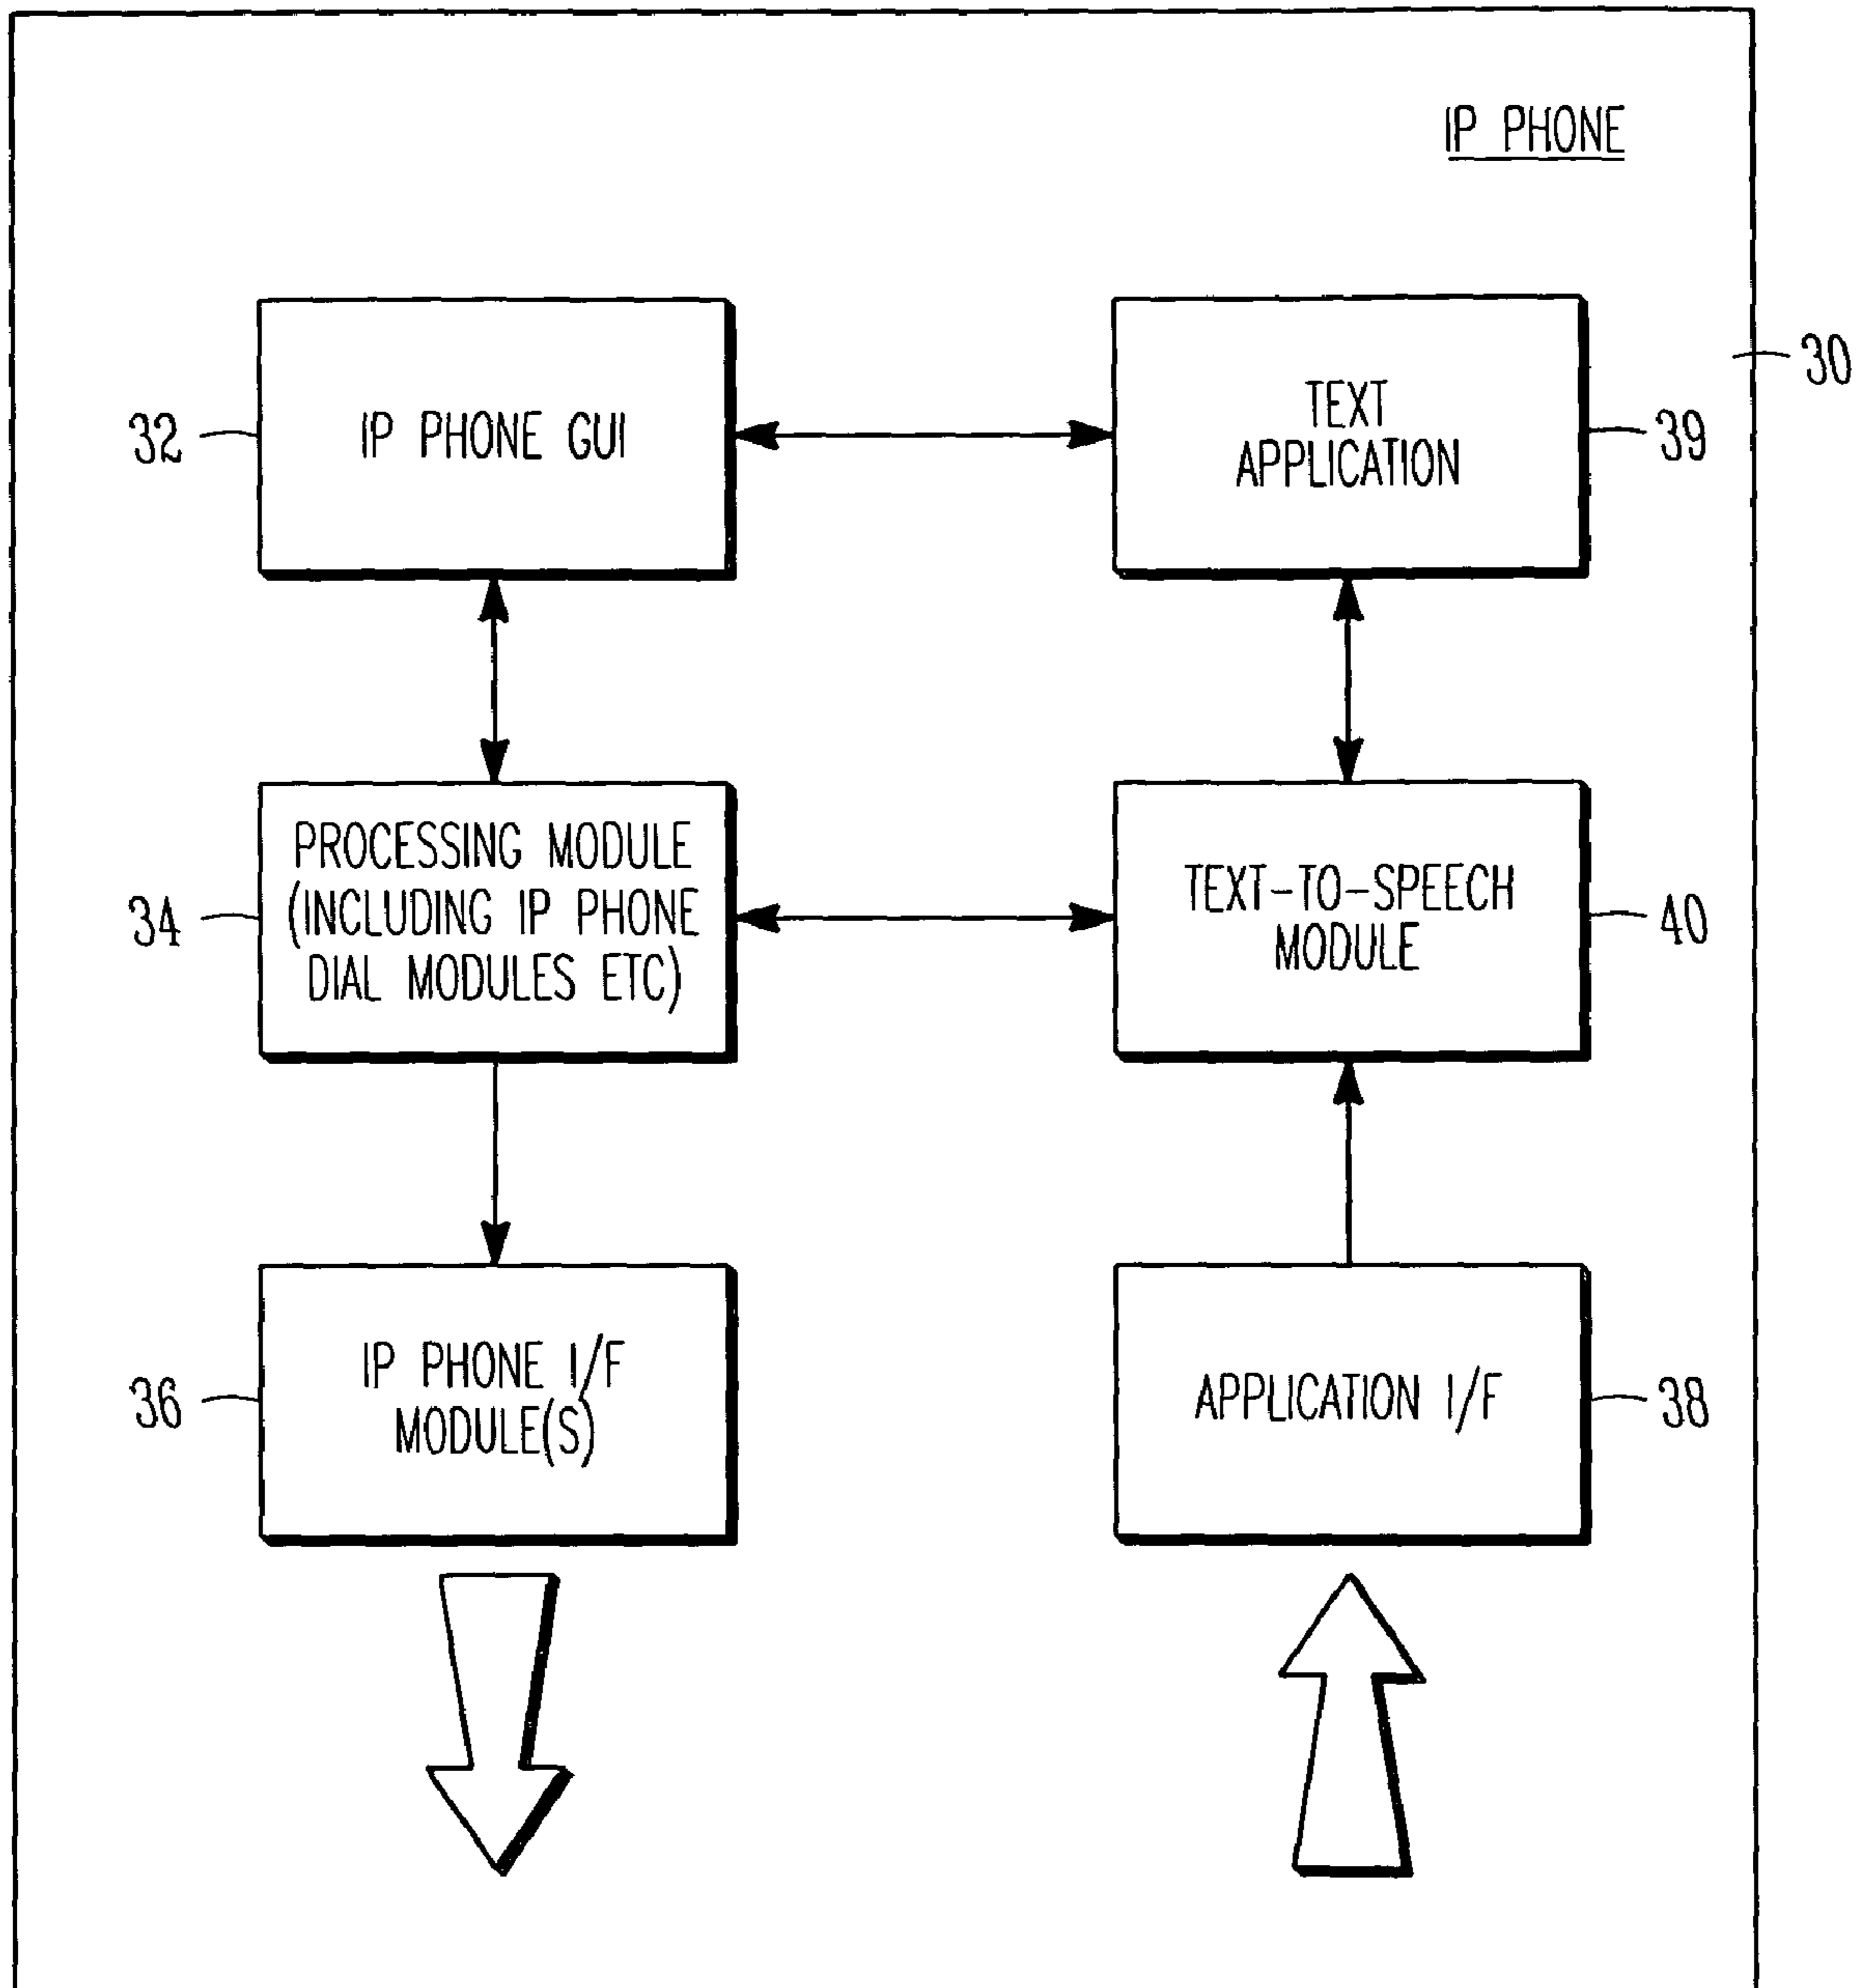 IP PHONE
30
32
IP PHONE GUI
TEXT
APPLICATION
39
34
PROCESSING MODULE
(INCLUDING IP PHONE
DIAL MODULES ETC)
TEXT-TO-SPEECH
MODULE
40
36
IP PHONE I/F
MODULE(S)
APPLICATION I/F
38